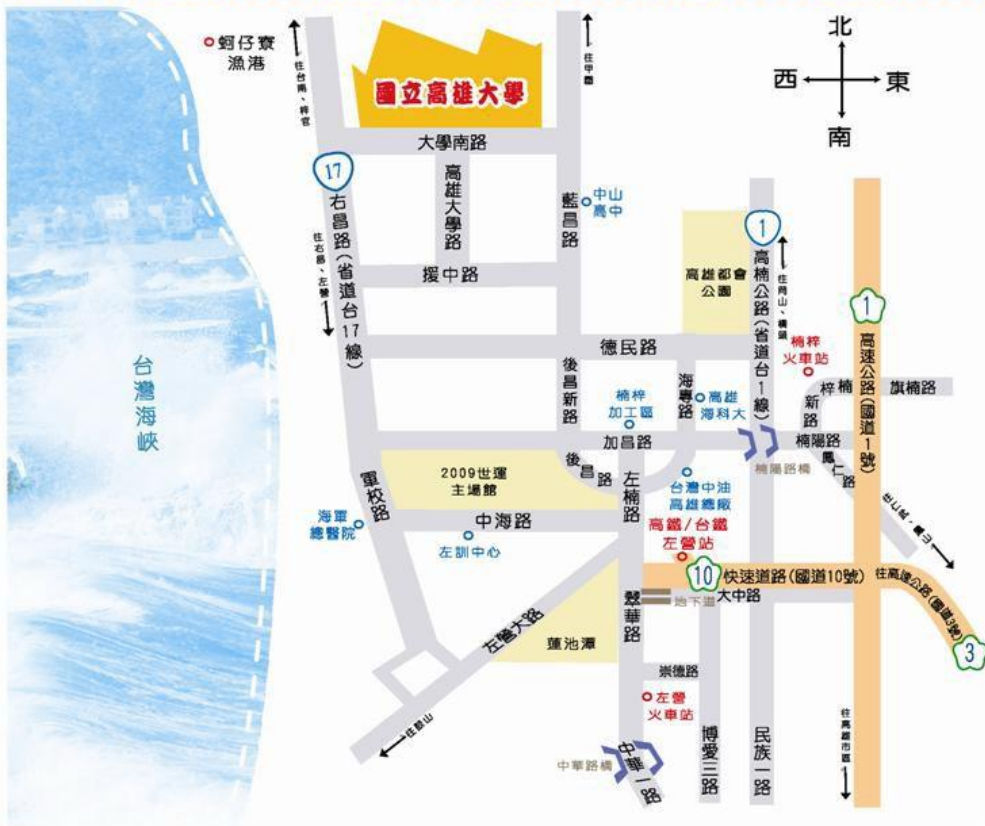 北
西
東
南
蚵仔寮
漁港
往台南、梓官
國立高雄大學
往甲圍
大學南路
17
右昌路(省道台17線)
高雄大學路
藍昌路
中山
高中
往右昌、左營
援中路
高雄都會
公園
1
高楠公路(省道台1線)
往岡山、橋頭
1
高速公路(國道1號)
台灣海峽
德民路
楠梓
火車站
後昌新路
楠梓
加工區
海專路
高雄
海科大
梓楠
新路
旗楠路
加昌路
楠陽路
楠陽路橋
鳳仁路
2009世運
主場館
後昌路
左楠路
台灣中油
高雄總廠
軍校路
海軍
總醫院
中海路
左訓中心
高鐵/台鐵
左營站
10
快速道路(國道10號)
往高速公路(國道3號)
3
大中路
地下道
翠華路
左營大路
蓮池潭
崇德路
左營
火車站
往鼓山
中華路橋
中華一路
博愛三路
民族一路
往高雄市區